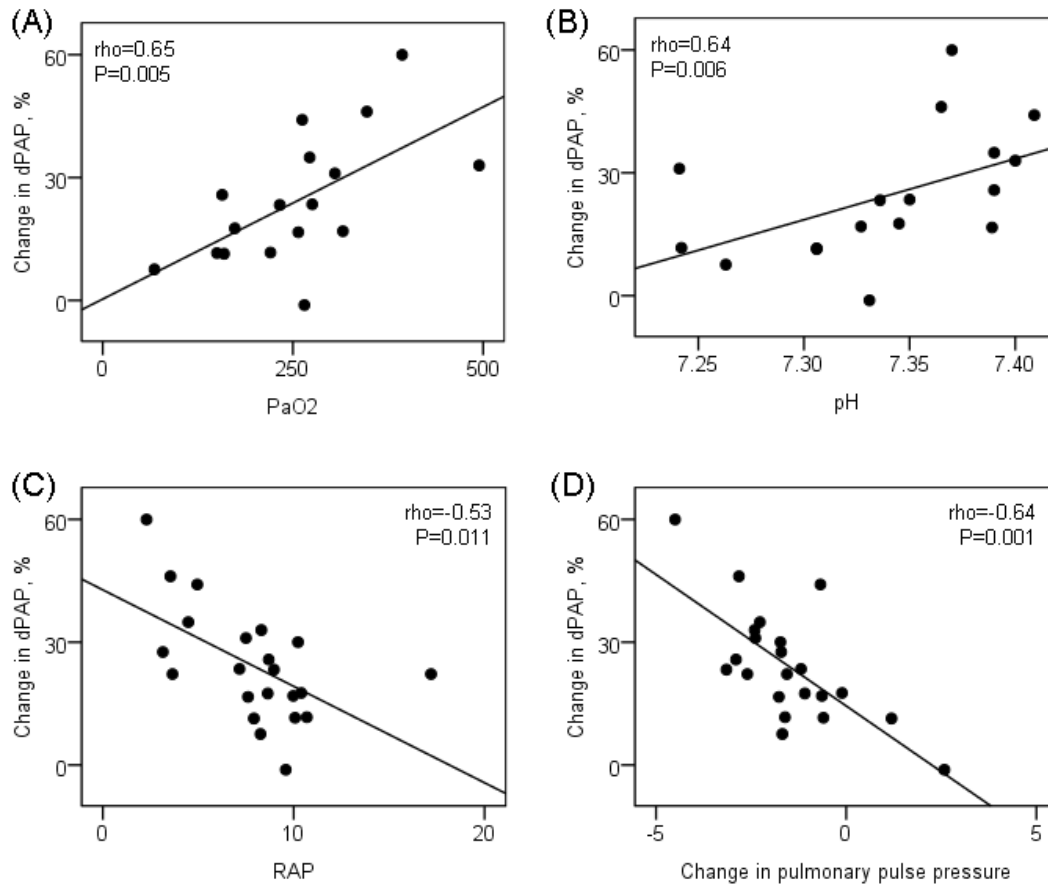 (A)
rho=0.65
P=0.005
Change in dPAP, %
60
30
0
0 250 500
PaO2
(B)
rho=0.64
P=0.006
Change in dPAP, %
60
30
0
7.25 7.30 7.35 7.40
pH
(C)
rho=-0.53
P=0.011
Change in dPAP, %
60
30
0
0 10 20
RAP
(D)
rho=-0.64
P=0.001
Change in dPAP, %
60
30
0
-5 0 5
Change in pulmonary pulse pressure